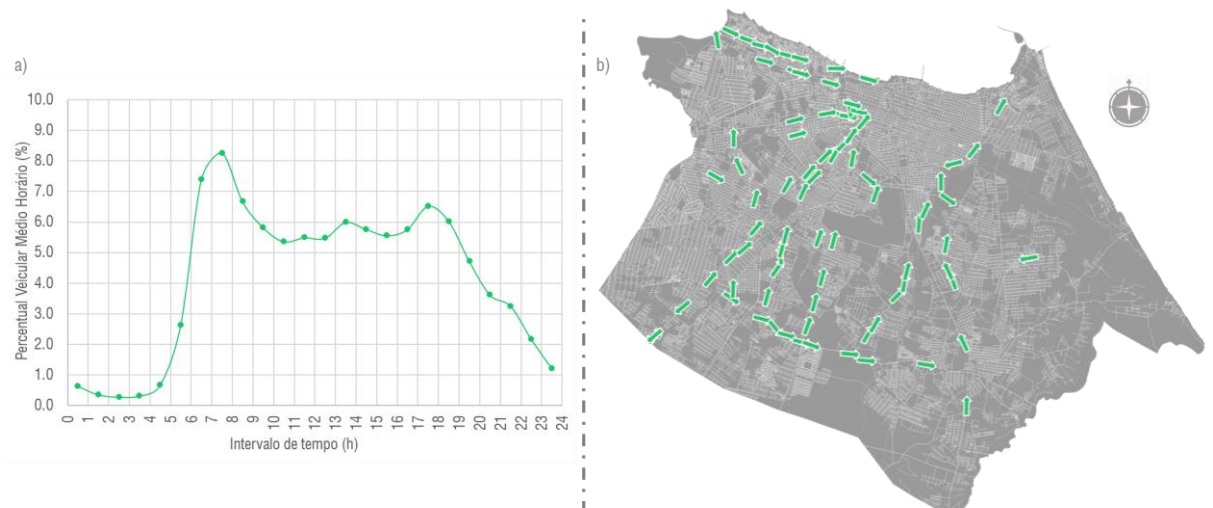 a)
Percentual Veicular Médio Horário (%)
10.0
9.0
8.0
7.0
6.0
5.0
4.0
3.0
2.0
1.0
0.0
0 1 2 3 4 5 6 7 8 9 10 11 12 13 14 15 16 17 18 19 20 21 22 23 24
Intervalo de tempo (h)
b)